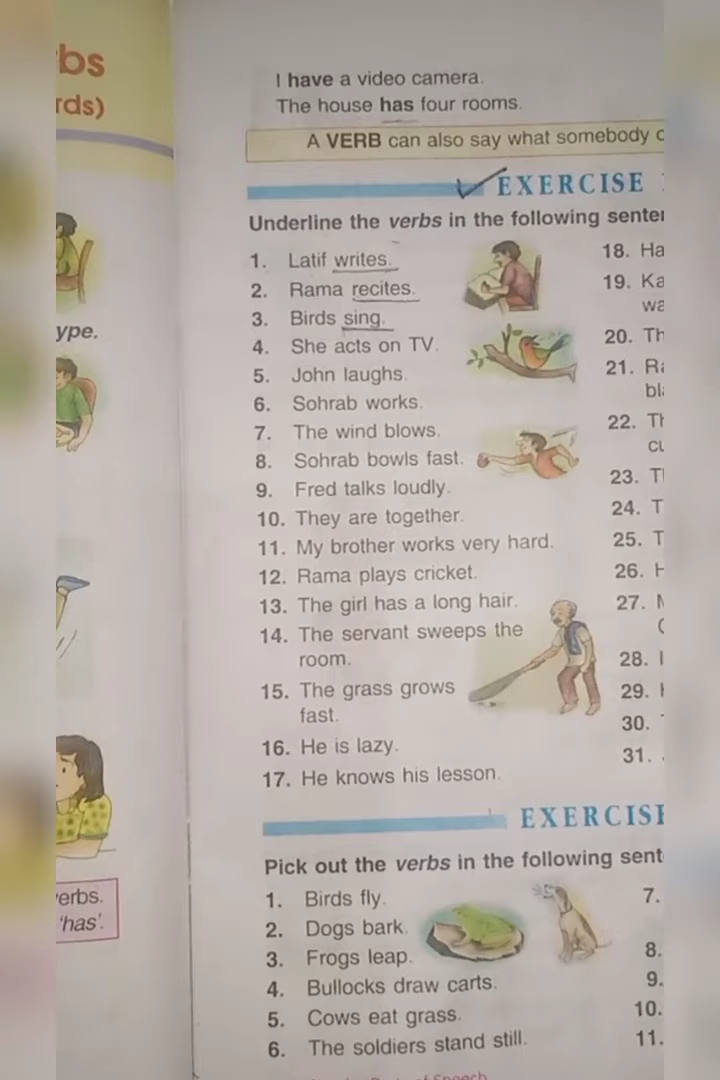 bs
rds)
ype.
erbs.
'has'.
I have a video camera.
The house has four rooms.
A VERB can also say what somebody
EXERCISE
Underline the verbs in the following
1. Latif writes.
2. Rama recites.
3. Birds sing.
4. She acts on TV.
5. John laughs.
6. Sohrab works.
7. The wind blows.
8. Sohrab bowls fast.
9. Fred talks loudly.
10. They are together.
11. My brother works very hard.
12. Rama plays cricket.
13. The girl has a long hair.
14. The servant sweeps the
room.
15. The grass grows
fast.
16. He is lazy.
17. He knows his lesson.
18. Ha
19. Ka
wa
20. Th
21.
22.
23.
24. T
25. T
26.
27.
28.
29.
30.
31.
EXERCISE
Pick out the verbs in the following sent
1. Birds fly.
2. Dogs bark.
3. Frogs leap.
4. Bullocks draw carts.
5. Cows eat grass.
6. The soldiers stand still.
7.
8.
9.
10.
11.